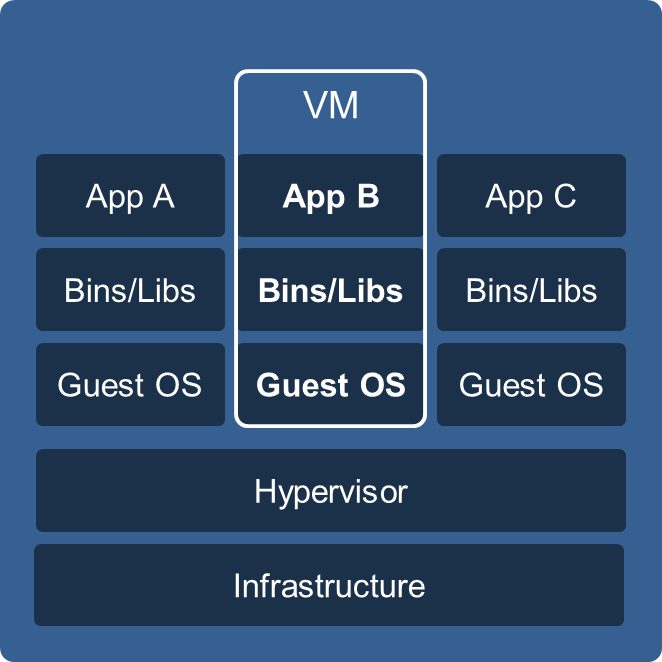 VM
App A
App B
App C
Bins/Libs
Bins/Libs
Bins/Libs
Guest OS
Guest OS
Guest OS
Hypervisor
Infrastructure